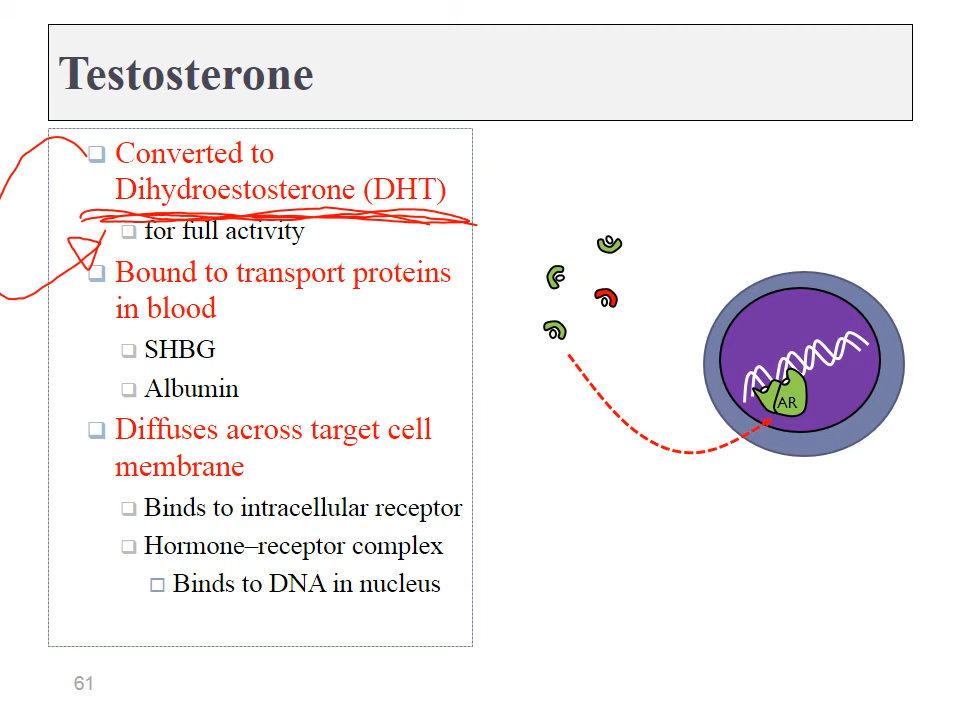 Testosterone
Converted to
Dihydroestosterone (DHT)
for full activity
Bound to transport proteins
in blood
SHBG
Albumin
Diffuses across target cell
membrane
Binds to intracellular receptor
Hormone–receptor complex
Binds to DNA in nucleus
AR
61